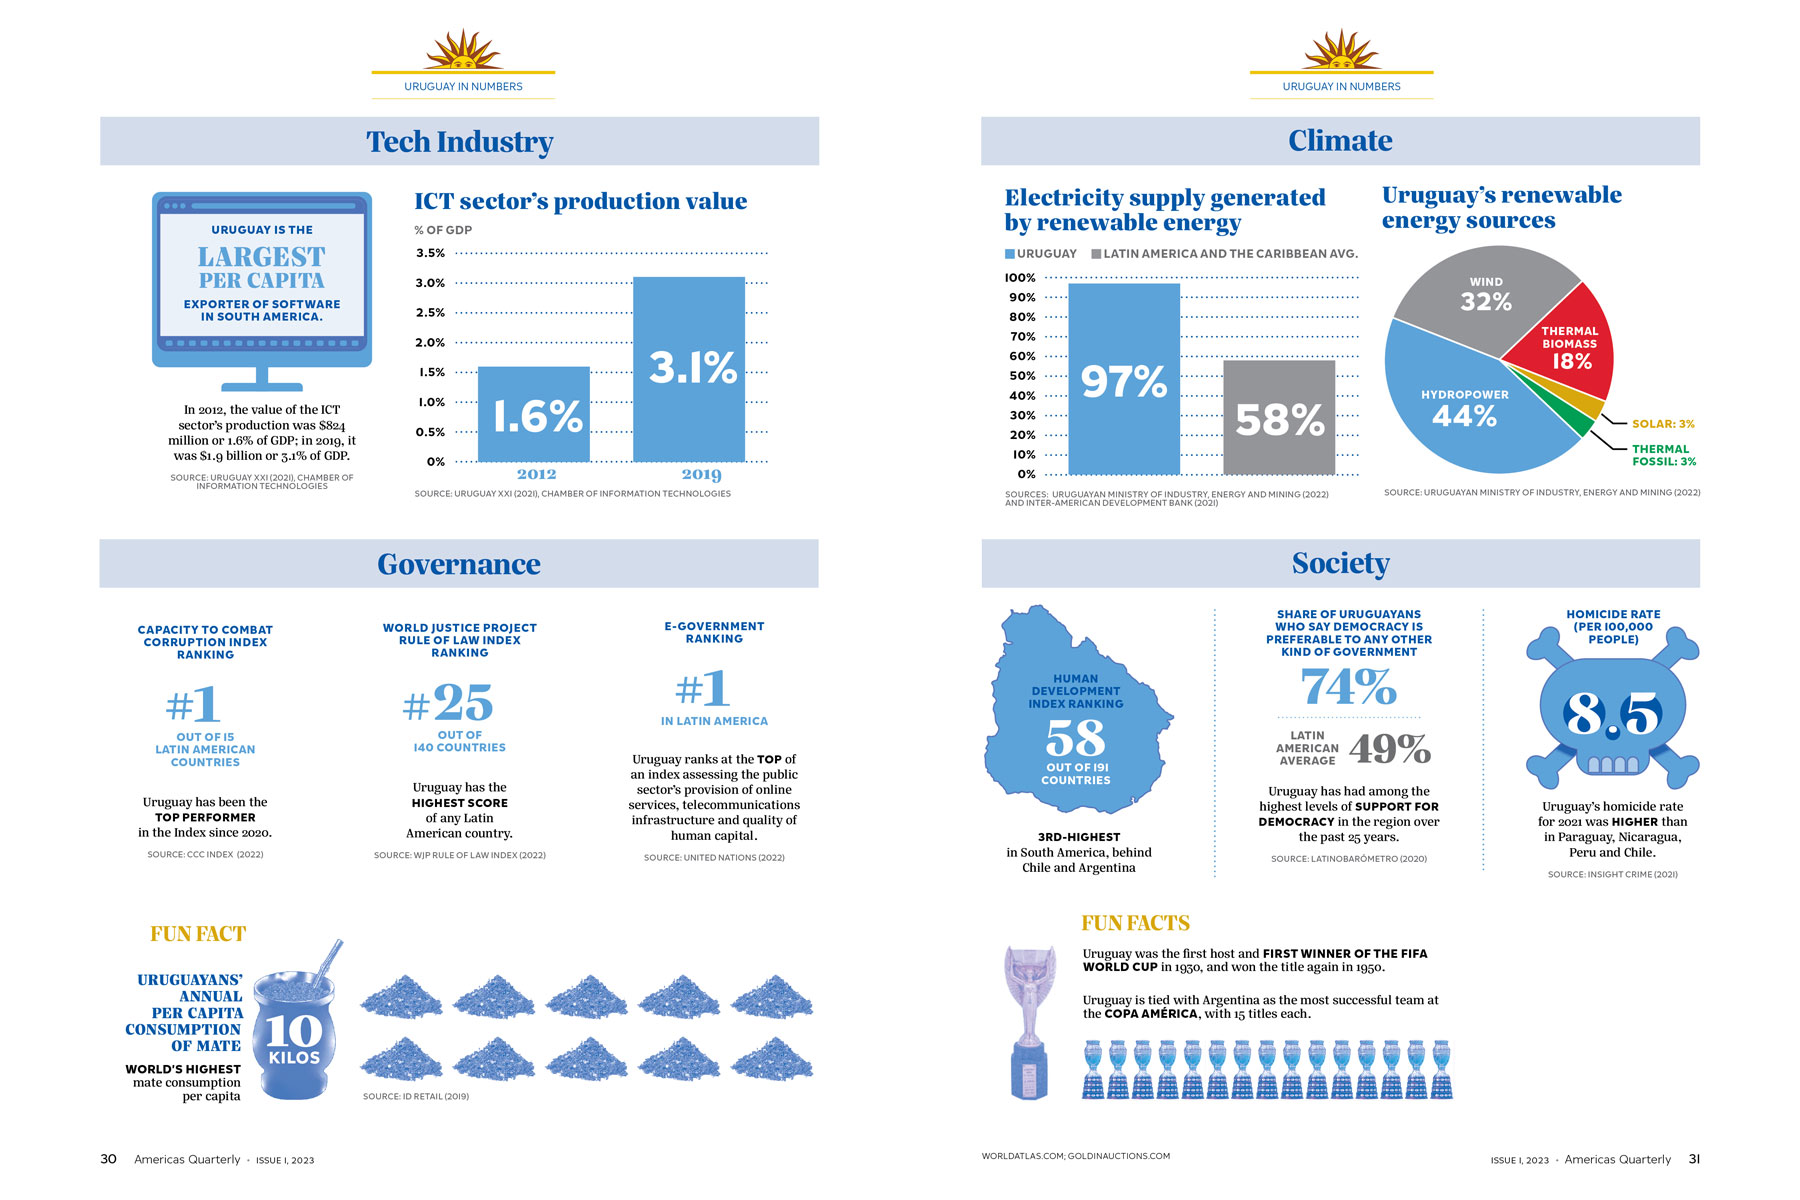 URUGUAY IN NUMBERS
Tech Industry
URUGUAY IS THE
LARGEST
PER CAPITA
EXPORTER OF SOFTWARE
IN SOUTH AMERICA.
In 2012, the value of the ICT
sector's production was $824
million or 1.6% of GDP; in 2019, it
was $1.9 billion or 3.1% of GDP.
SOURCE: URUGUAY XXI (2021), CHAMBER OF
INFORMATION TECHNOLOGIES
ICT sector's production value
% OF GDP
3.5%
3.0%
2.5%
2.0%
1.5%
1.0%
0.5%
0%
1.6%
3.1%
2012
2019
SOURCE: URUGUAY XXI (2021), CHAMBER OF INFORMATION TECHNOLOGIES
Governance
CAPACITY TO COMBAT
CORRUPTION INDEX
RANKING
#1
OUT OF 15
LATIN AMERICAN
COUNTRIES
Uruguay has been the
TOP PERFORMER
in the Index since 2020.
SOURCE: CCC INDEX (2022)
WORLD JUSTICE PROJECT
RULE OF LAW INDEX
RANKING
#25
OUT OF
140 COUNTRIES
Uruguay has the
HIGHEST SCORE
of any Latin
American country.
SOURCE: WJP RULE OF LAW INDEX (2022)
E-GOVERNMENT
RANKING
#1
IN LATIN AMERICA
Uruguay ranks at the TOP of
an index assessing the public
sector's provision of online
services, telecommunications
infrastructure and quality of
human capital.
SOURCE: UNITED NATIONS (2022)
FUN FACT
URUGUAYANS'
ANNUAL
PER CAPITA
CONSUMPTION
OF MATE
WORLD'S HIGHEST
mate consumption
per capita
10
KILOS
SOURCE: ID RETAIL (2019)
30 Americas Quarterly • ISSUE 1, 2023
URUGUAY IN NUMBERS
Climate
Electricity supply generated
by renewable energy
URUGUAY LATIN AMERICA AND THE CARIBBEAN AVG.
100%
90%
80%
70%
60%
50%
40%
30%
20%
10%
0%
97%
58%
SOURCES: URUGUAYAN MINISTRY OF INDUSTRY, ENERGY AND MINING (2022)
AND INTER-AMERICAN DEVELOPMENT BANK (2021)
Uruguay's renewable
energy sources
WIND
32%
THERMAL
BIOMASS
18%
HYDROPOWER
44%
SOLAR: 3%
THERMAL
FOSSIL: 3%
SOURCE: URUGUAYAN MINISTRY OF INDUSTRY, ENERGY AND MINING (2022)
Society
HUMAN
DEVELOPMENT
INDEX RANKING
58
OUT OF 191
COUNTRIES
3RD-HIGHEST
in South America, behind
Chile and Argentina
SHARE OF URUGUAYANS
WHO SAY DEMOCRACY IS
PREFERABLE TO ANY OTHER
KIND OF GOVERNMENT
74%
LATIN
AMERICAN
AVERAGE
49%
Uruguay has had among the
highest levels of SUPPORT FOR
DEMOCRACY in the region over
the past 25 years.
SOURCE: LATINOBARÓMETRO (2020)
HOMICIDE RATE
(PER 100,000
PEOPLE)
8.5
Uruguay's homicide rate
for 2021 was HIGHER than
in Paraguay, Nicaragua,
Peru and Chile.
SOURCE: INSIGHT CRIME (2021)
FUN FACTS
Uruguay was the first host and FIRST WINNER OF THE FIFA
WORLD CUP in 1930, and won the title again in 1950.
Uruguay is tied with Argentina as the most successful team at
the COPA AMÉRICA, with 15 titles each.
WORLDATLAS.COM; GOLDINAUCTIONS.COM
ISSUE 1, 2023 • Americas Quarterly 31